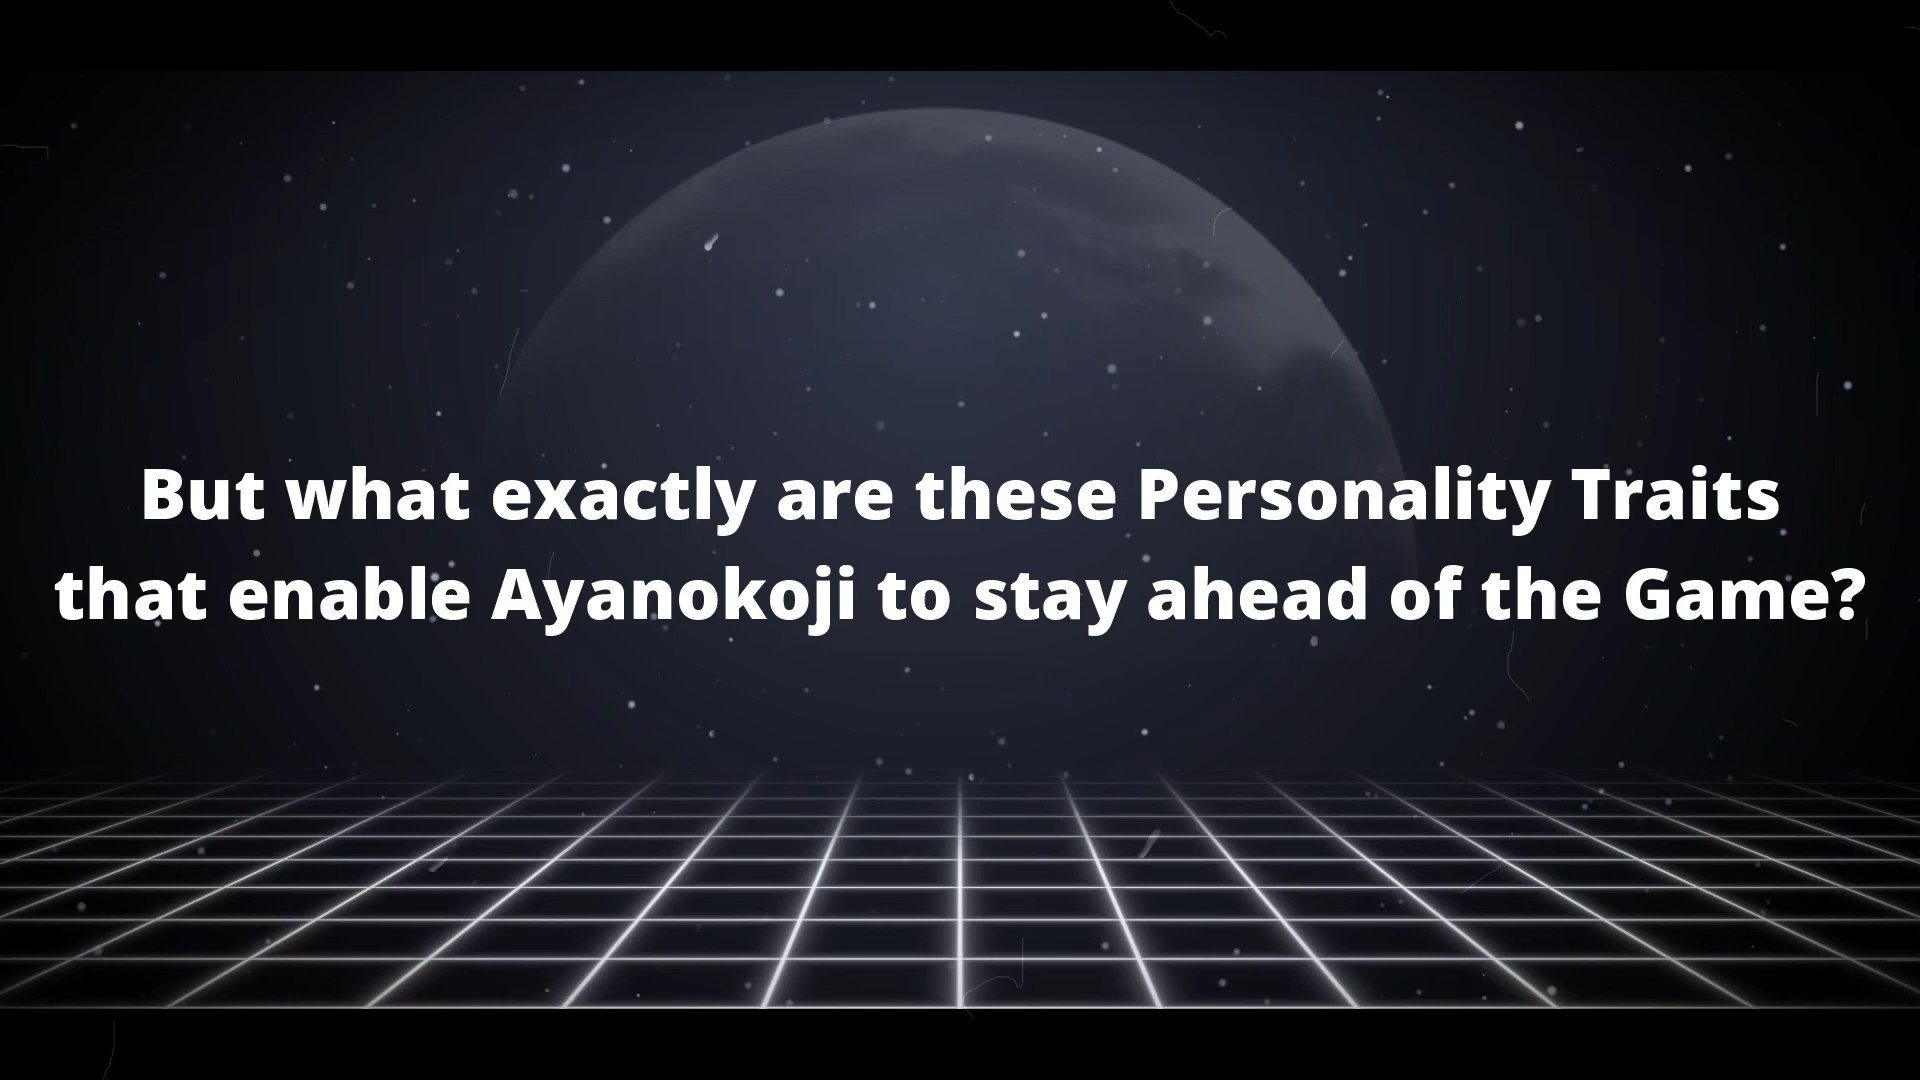 But what exactly are these Personality Traits
that enable Ayanokoji to stay ahead of the Game?